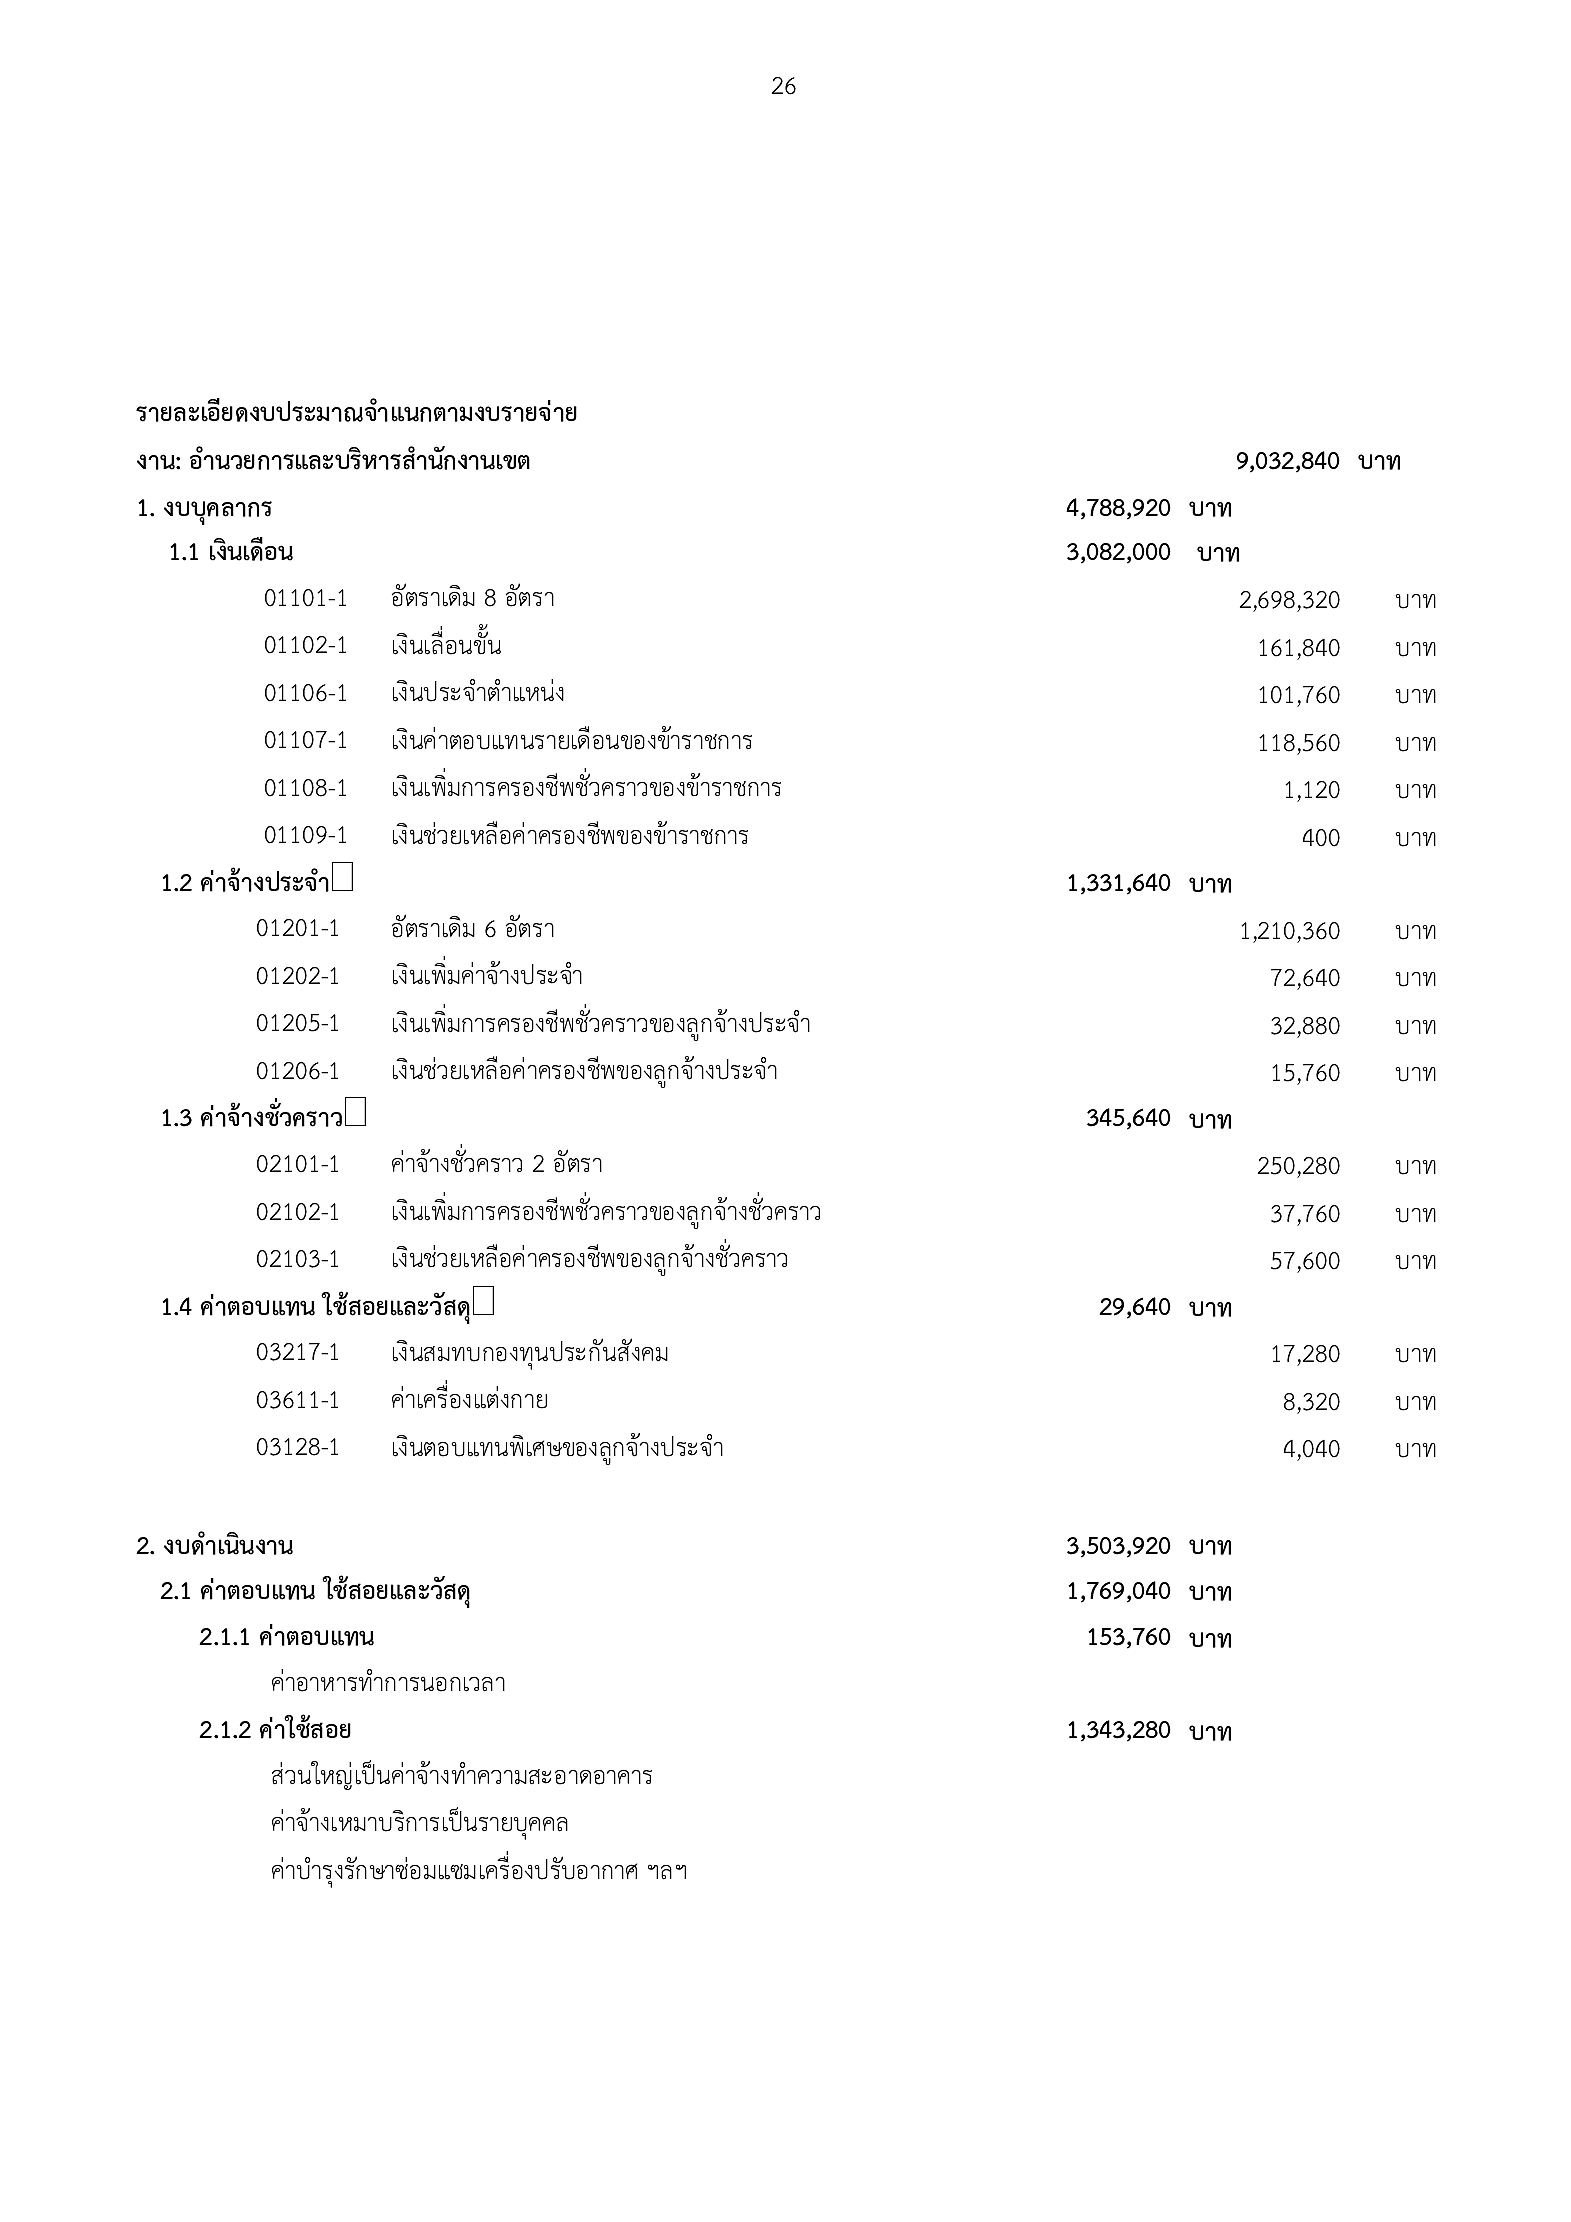 26
รายละเอียดงบประมาณจำแนกตามงบรายจ่าย
งาน: อำนวยการและบริหารสำนักงานเขต 9,032,840 บาท
1. งบบุคลากร 4,788,920 บาท
1.1 เงินเดือน 3,082,000 บาท
01101-1 อัตราเดิม 8 อัตรา 2,698,320 บาท
01102-1 เงินเลื่อนขั้น 161,840 บาท
01106-1 เงินประจำตำแหน่ง 101,760 บาท
01107-1 เงินค่าตอบแทนรายเดือนของข้าราชการ 118,560 บาท
01108-1 เงินเพิ่มการครองชีพชั่วคราวของข้าราชการ 1,120 บาท
01109-1 เงินช่วยเหลือค่าครองชีพของข้าราชการ 400 บาท
1.2 ค่าจ้างประจำ 1,331,640 บาท
01201-1 อัตราเดิม 6 อัตรา 1,210,360 บาท
01202-1 เงินเพิ่มค่าจ้างประจำ 72,640 บาท
01205-1 เงินเพิ่มการครองชีพชั่วคราวของลูกจ้างประจำ 32,880 บาท
01206-1 เงินช่วยเหลือค่าครองชีพของลูกจ้างประจำ 15,760 บาท
1.3 ค่าจ้างชั่วคราว 345,640 บาท
02101-1 ค่าจ้างชั่วคราว 2 อัตรา 250,280 บาท
02102-1 เงินเพิ่มการครองชีพชั่วคราวของลูกจ้างชั่วคราว 37,760 บาท
02103-1 เงินช่วยเหลือค่าครองชีพของลูกจ้างชั่วคราว 57,600 บาท
1.4 ค่าตอบแทน ใช้สอยและวัสดุ 29,640 บาท
03217-1 เงินสมทบกองทุนประกันสังคม 17,280 บาท
03611-1 ค่าเครื่องแต่งกาย 8,320 บาท
03128-1 เงินตอบแทนพิเศษของลูกจ้างประจำ 4,040 บาท
2. งบดำเนินงาน 3,503,920 บาท
2.1 ค่าตอบแทน ใช้สอยและวัสดุ 1,769,040 บาท
2.1.1 ค่าตอบแทน 153,760 บาท
ค่าอาหารทำการนอกเวลา
2.1.2 ค่าใช้สอย 1,343,280 บาท
ส่วนใหญ่เป็นค่าจ้างทำความสะอาดอาคาร
ค่าจ้างเหมาบริการเป็นรายบุคคล
ค่าบำรุงรักษาซ่อมแซมเครื่องปรับอากาศ ฯลฯ